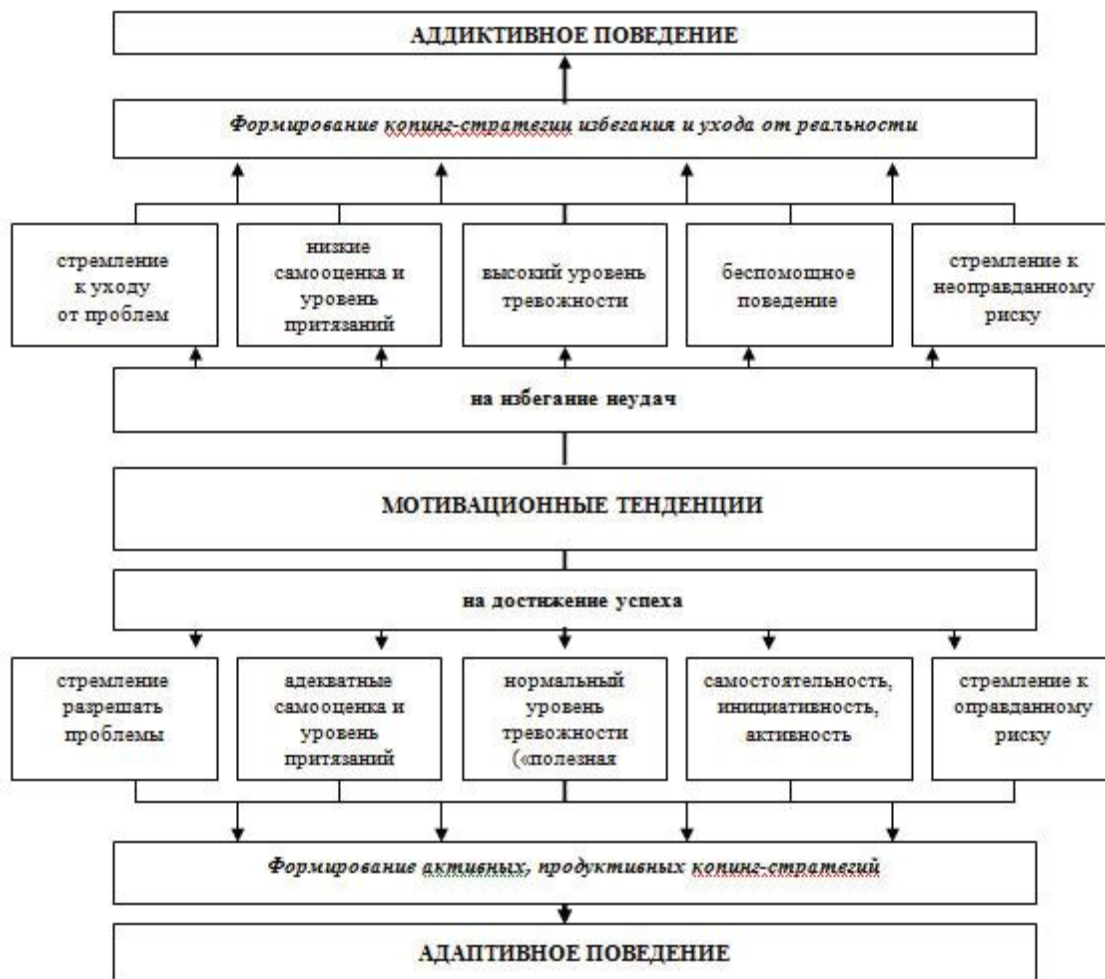 АДДИКТИВНОЕ ПОВЕДЕНИЕ
Формирование копинг-стратегии избегания и ухода от реальности
стремление
к уходу
от проблем
низкие
самооценка и
уровень
притязаний
высокий уровень
тревожности
беспомощное
поведение
стремление к
неоправданному
риску
на избегание неудач
МОТИВАЦИОННЫЕ ТЕНДЕНЦИИ
на достижение успеха
стремление
разрешать
проблемы
адекватные
самооценка и
уровень
притязаний
нормальный
уровень
тревожности
(«полезная
самостоятельность,
инициативность,
активность
стремление к
оправданному
риску
Формирование активных, продуктивных копинг-стратегий
АДАПТИВНОЕ ПОВЕДЕНИЕ